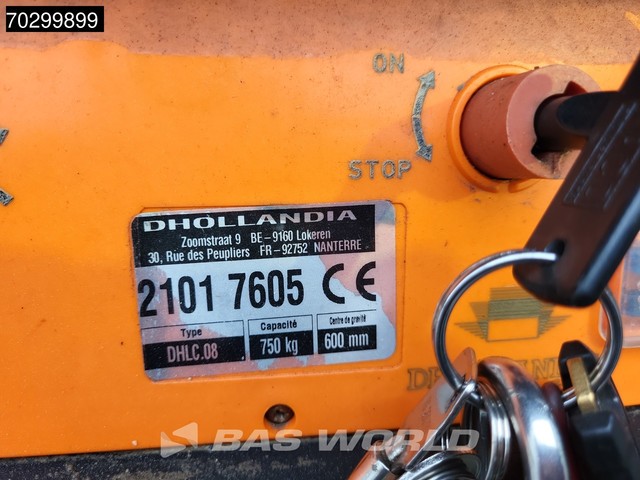 70299899
ON
STOP
DHOLLANDIA
Zoomstraat 9 BE-9160 Lokeren
30, Rue des Peupliers FR-92752 NANTERRE
2101 7605 CE
Type
Capacité
Centre de gravité
DHLC.08
750 kg
600 mm
BAS WORLD